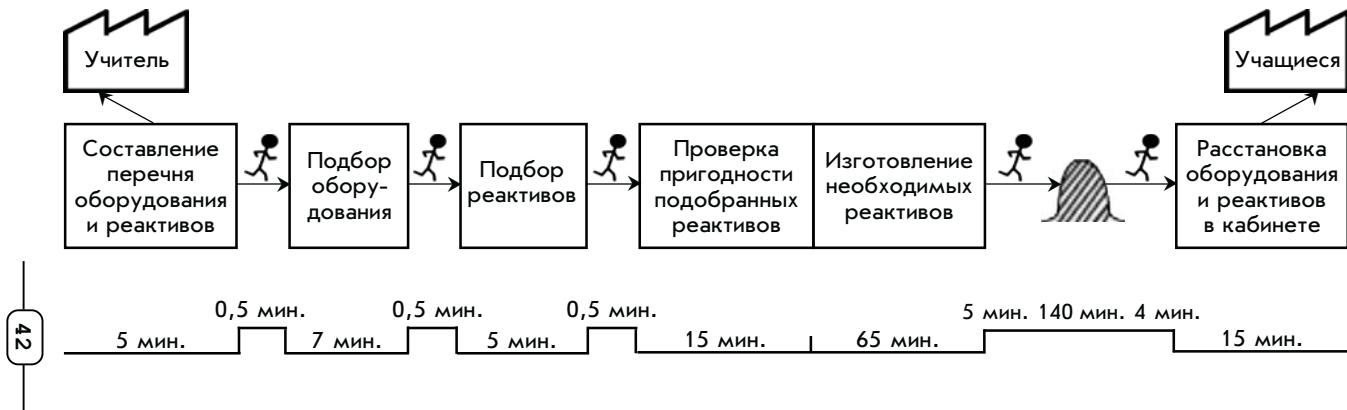 Учитель
Учащиеся
Составление
перечня
оборудования
и реактивов
Подбор
обору-
дования
Подбор
реактивов
Проверка
пригодности
подобранных
реактивов
Изготовление
необходимых
реактивов
Расстановка
оборудования
и реактивов
в кабинете
0,5 мин. 0,5 мин. 0,5 мин. 5 мин. 140 мин. 4 мин.
5 мин. 7 мин. 5 мин. 15 мин. 65 мин. 15 мин.
42